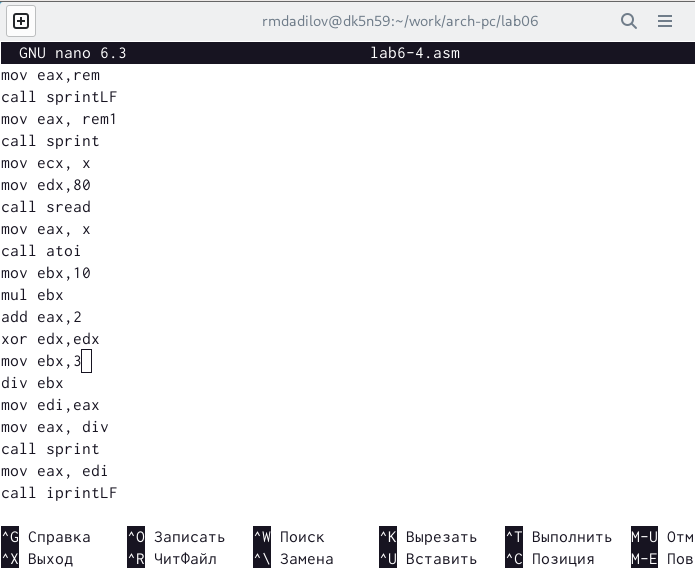 rmdadilov@dk5n59:~/work/arch-pc/lab06
GNU nano 6.3 lab6-4.asm
mov eax,rem
call sprintLF
mov eax, rem1
call sprint
mov ecx, x
mov edx,80
call sread
mov eax, x
call atoi
mov ebx,10
mul ebx
add eax,2
xor edx,edx
mov ebx,3
div ebx
mov edi,eax
mov eax, div
call sprint
mov eax, edi
call iprintLF
^G Справка ^O Записать ^W Поиск ^K Вырезать ^T Выполнить M-U Отм
^X Выход ^R ЧитФайл ^\ Замена ^U Вставить ^C Позиция M-E Пов